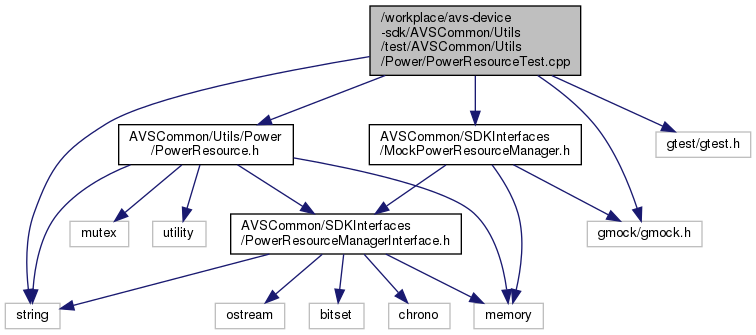 /workplace/avs-device
-sdk/AVSCommon/Utils
/test/AVSCommon/Utils
/Power/PowerResourceTest.cpp
AVSCommon/Utils/Power
/PowerResource.h
AVSCommon/SDKInterfaces
/MockPowerResourceManager.h
gtest/gtest.h
mutex
utility
AVSCommon/SDKInterfaces
/PowerResourceManagerInterface.h
gmock/gmock.h
string
ostream
bitset
chrono
memory